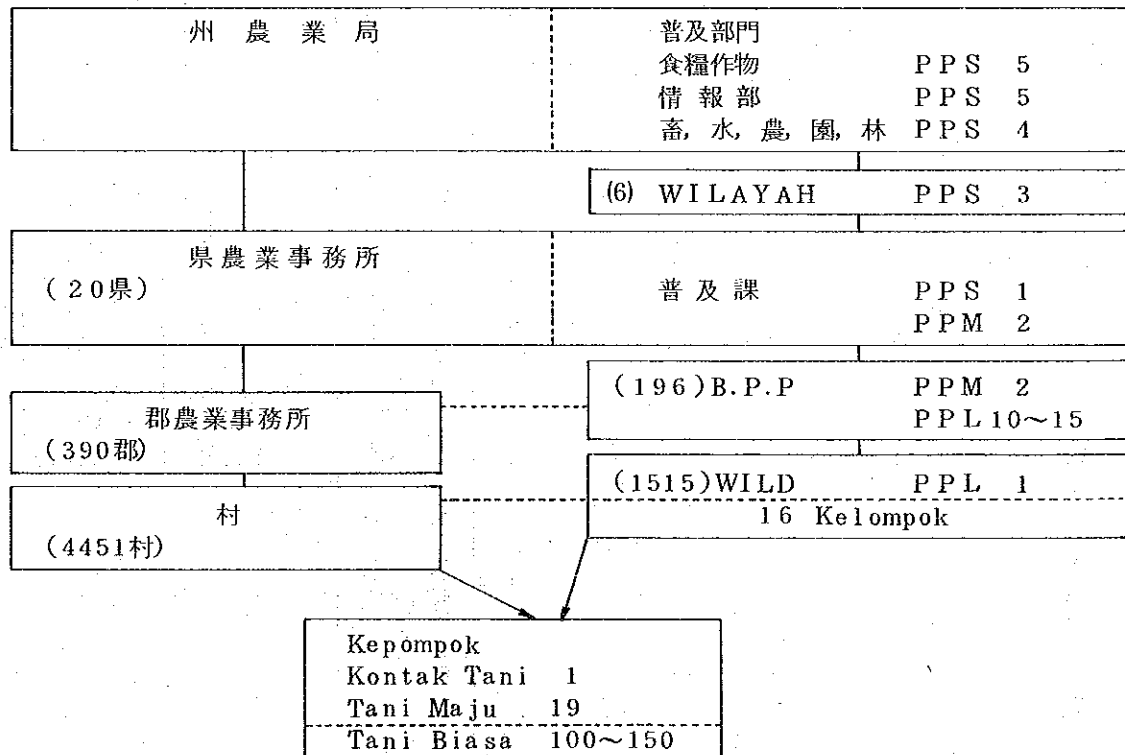 州農業局
普及部門
食糧作物 PPS 5
情報部 PPS 5
畜,水,農,園,林 PPS 4
(6) WILAYAH PPS 3
県農業事務所
(20県)
普及課 PPS 1
PPM 2
(196)B.P.P PPM 2
PPL 10~15
郡農業事務所
(390郡)
(1515)WILD PPL 1
16 Kelompok
村
(4451村)
Kepompok
Kontak Tani 1
Tani Maju 19
Tani Biasa 100~150